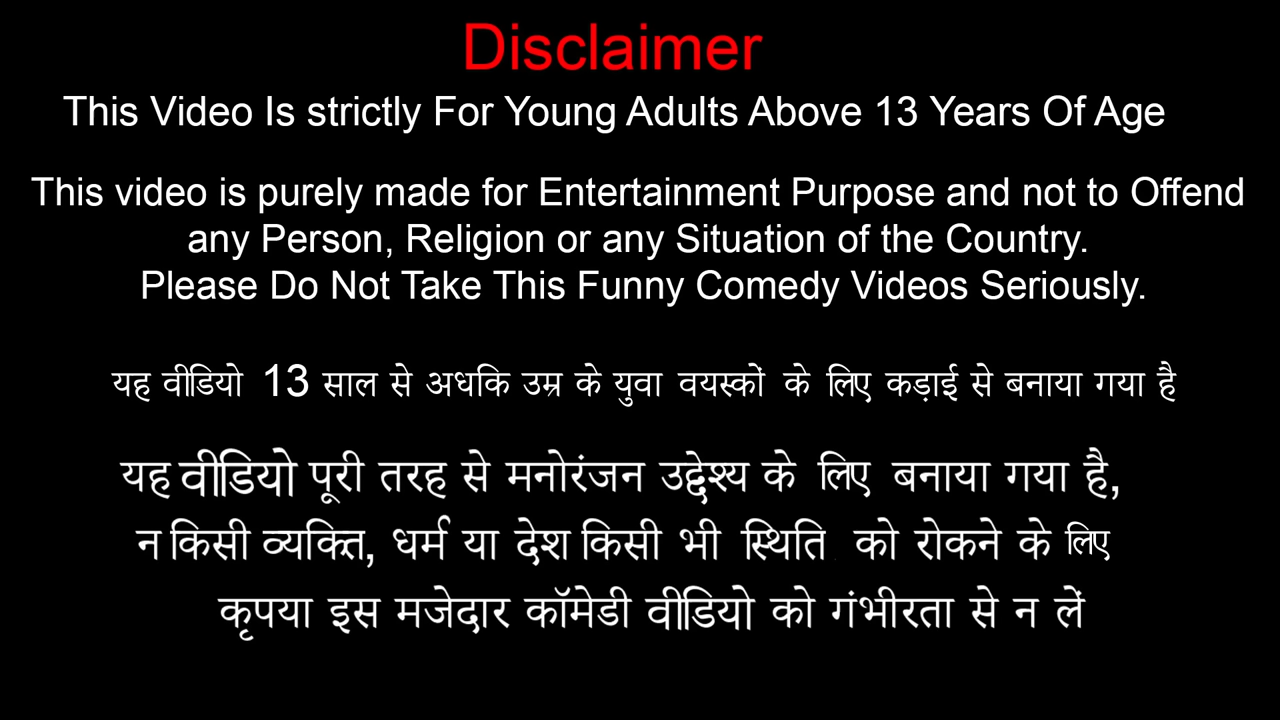 Disclaimer
This Video Is strictly For Young Adults Above 13 Years Of Age
This video is purely made for Entertainment Purpose and not to Offend
any Person, Religion or any Situation of the Country.
Please Do Not Take This Funny Comedy Videos Seriously.
यह वीडियो 13 साल से अधकि उम्र के युवा वयस्कों के लिए कड़ाई से बनाया गया है
यह वीडियो पूरी तरह से मनोरंजन उद्देश्य के लिए बनाया गया है,
न किसी व्यक्ति, धर्म या देश किसी भी स्थिति को रोकने के लिए
कृपया इस मजेदार कॉमेडी वीडियो को गंभीरता से न लें